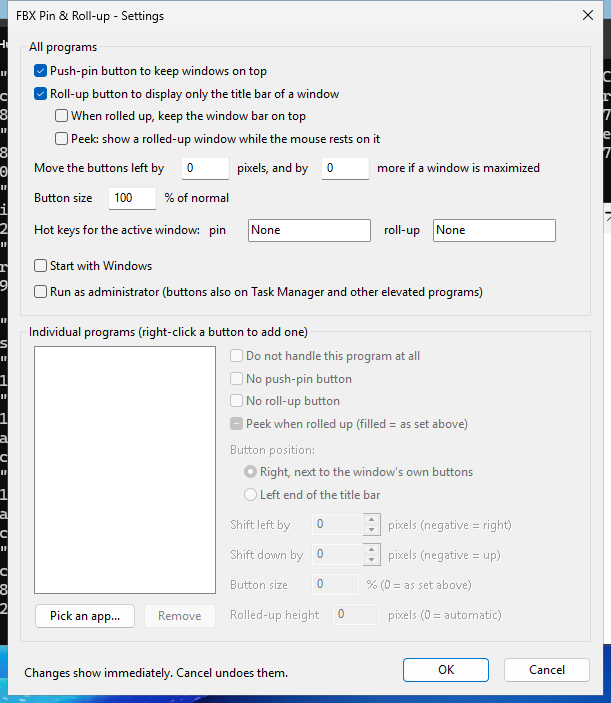 FBX Pin & Roll-up - Settings
All programs
Push-pin button to keep windows on top
Roll-up button to display only the title bar of a window
When rolled up, keep the window bar on top
Peek: show a rolled-up window while the mouse rests on it
Move the buttons left by 0 pixels, and by 0 more if a window is maximized
Button size 100 % of normal
Hot keys for the active window: pin None roll-up None
Start with Windows
Run as administrator (buttons also on Task Manager and other elevated programs)
Individual programs (right-click a button to add one)
Do not handle this program at all
No push-pin button
No roll-up button
Peek when rolled up (filled = as set above)
Button position:
Right, next to the window's own buttons
Left end of the title bar
Shift left by 0 pixels (negative = right)
Shift down by 0 pixels (negative = up)
Button size 0 % (0 = as set above)
Rolled-up height 0 pixels (0 = automatic)
Pick an app... Remove
Changes show immediately. Cancel undoes them.
OK Cancel